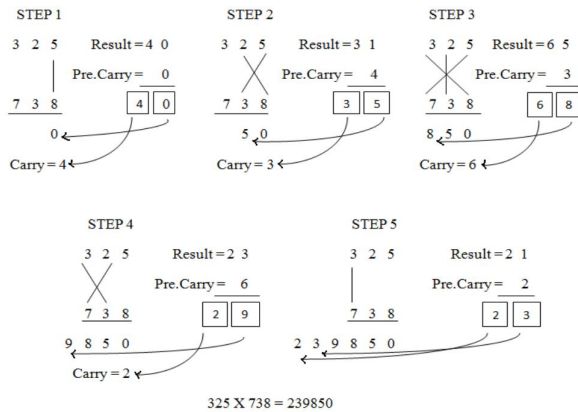 STEP 1
3 2 5 Result = 4 0
Pre.Carry = 0
7 3 8 4 0
0
Carry = 4
STEP 2
3 2 5 Result = 3 1
Pre.Carry = 4
7 3 8 3 5
5 0
Carry = 3
STEP 3
3 2 5 Result = 6 5
Pre.Carry = 3
7 3 8 6 8
8 5 0
Carry = 6
STEP 4
3 2 5 Result = 2 3
Pre.Carry = 6
7 3 8 2 9
9 8 5 0
Carry = 2
STEP 5
3 2 5 Result = 2 1
Pre.Carry = 2
7 3 8 2 3
2 3 9 8 5 0
325 X 738 = 239850